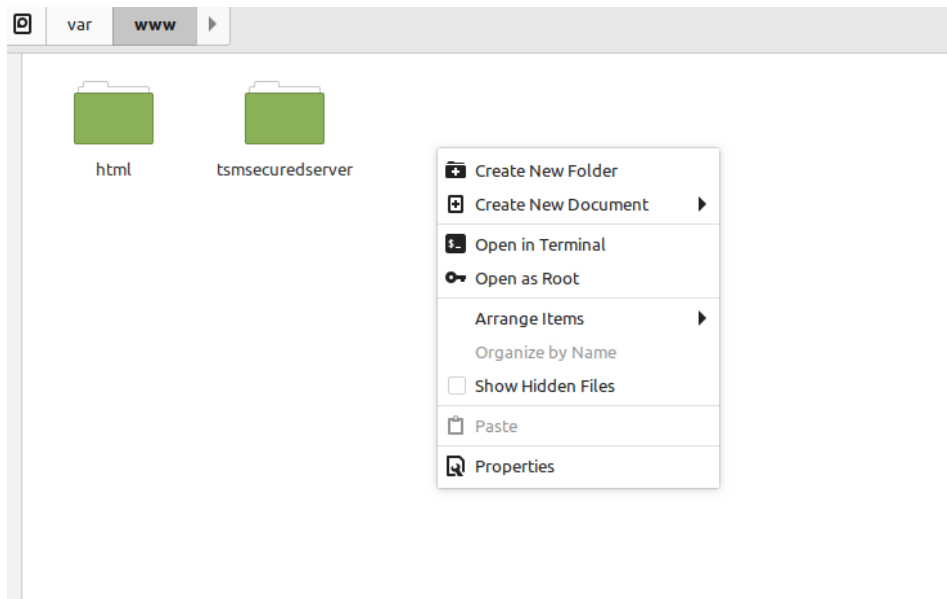 var www
html tsmsecuredserver
Create New Folder
Create New Document
$_ Open in Terminal
Open as Root
Arrange Items
Organize by Name
Show Hidden Files
Paste
Properties